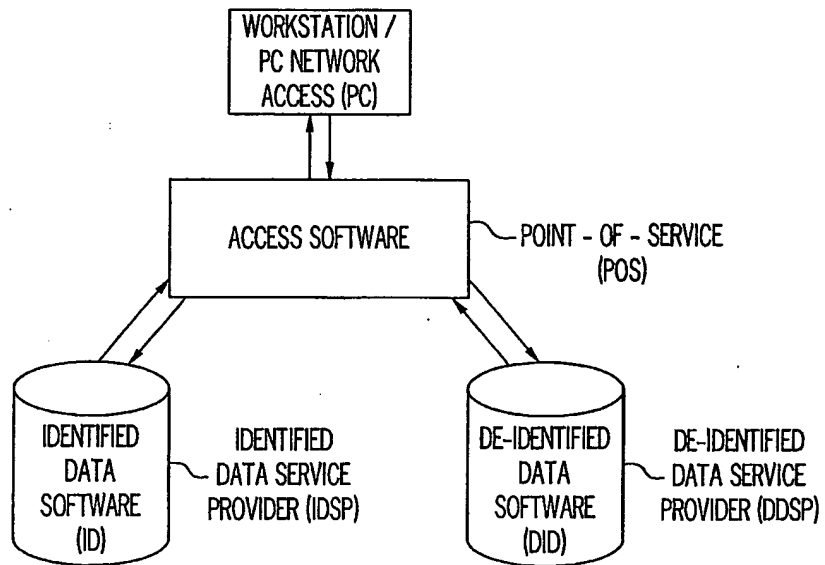 WORKSTATION /
PC NETWORK
ACCESS (PC)
ACCESS SOFTWARE
POINT - OF - SERVICE
(POS)
IDENTIFIED
DATA
SOFTWARE
(ID)
IDENTIFIED
DATA SERVICE
PROVIDER (IDSP)
DE-IDENTIFIED
DATA
SOFTWARE
(DID)
DE-IDENTIFIED
DATA SERVICE
PROVIDER (DDSP)